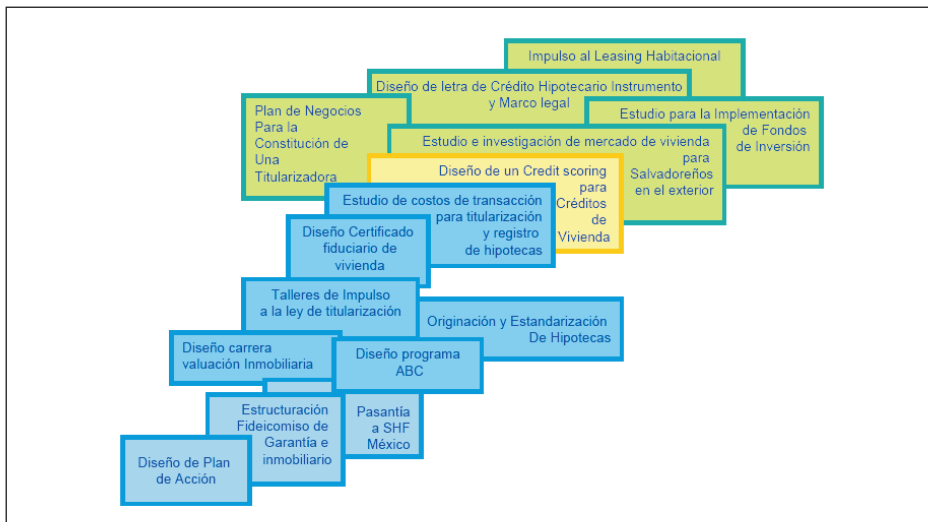 Impulso al Leasing Habitacional
Diseño de letra de Crédito Hipotecario Instrumento
y Marco legal
Plan de Negocios
Para la
Constitución de
Una
Titularizadora
Estudio para la Implementación
de Fondos
de Inversión
Estudio e investigación de mercado de vivienda
para
Salvadoreños
en el exterior
Diseño de un Credit scoring
para
Créditos
de
Vivienda
Estudio de costos de transacción
para titularización
y registro
de hipotecas
Diseño Certificado
fiduciario de
vivienda
Talleres de Impulso
a la ley de titularización
Originación y Estandarización
De Hipotecas
Diseño carrera
valuación Inmobiliaria
Diseño programa
ABC
Estructuración
Fideicomiso de
Garantía e
inmobiliario
Pasantía
a SHF
México
Diseño de Plan
de Acción